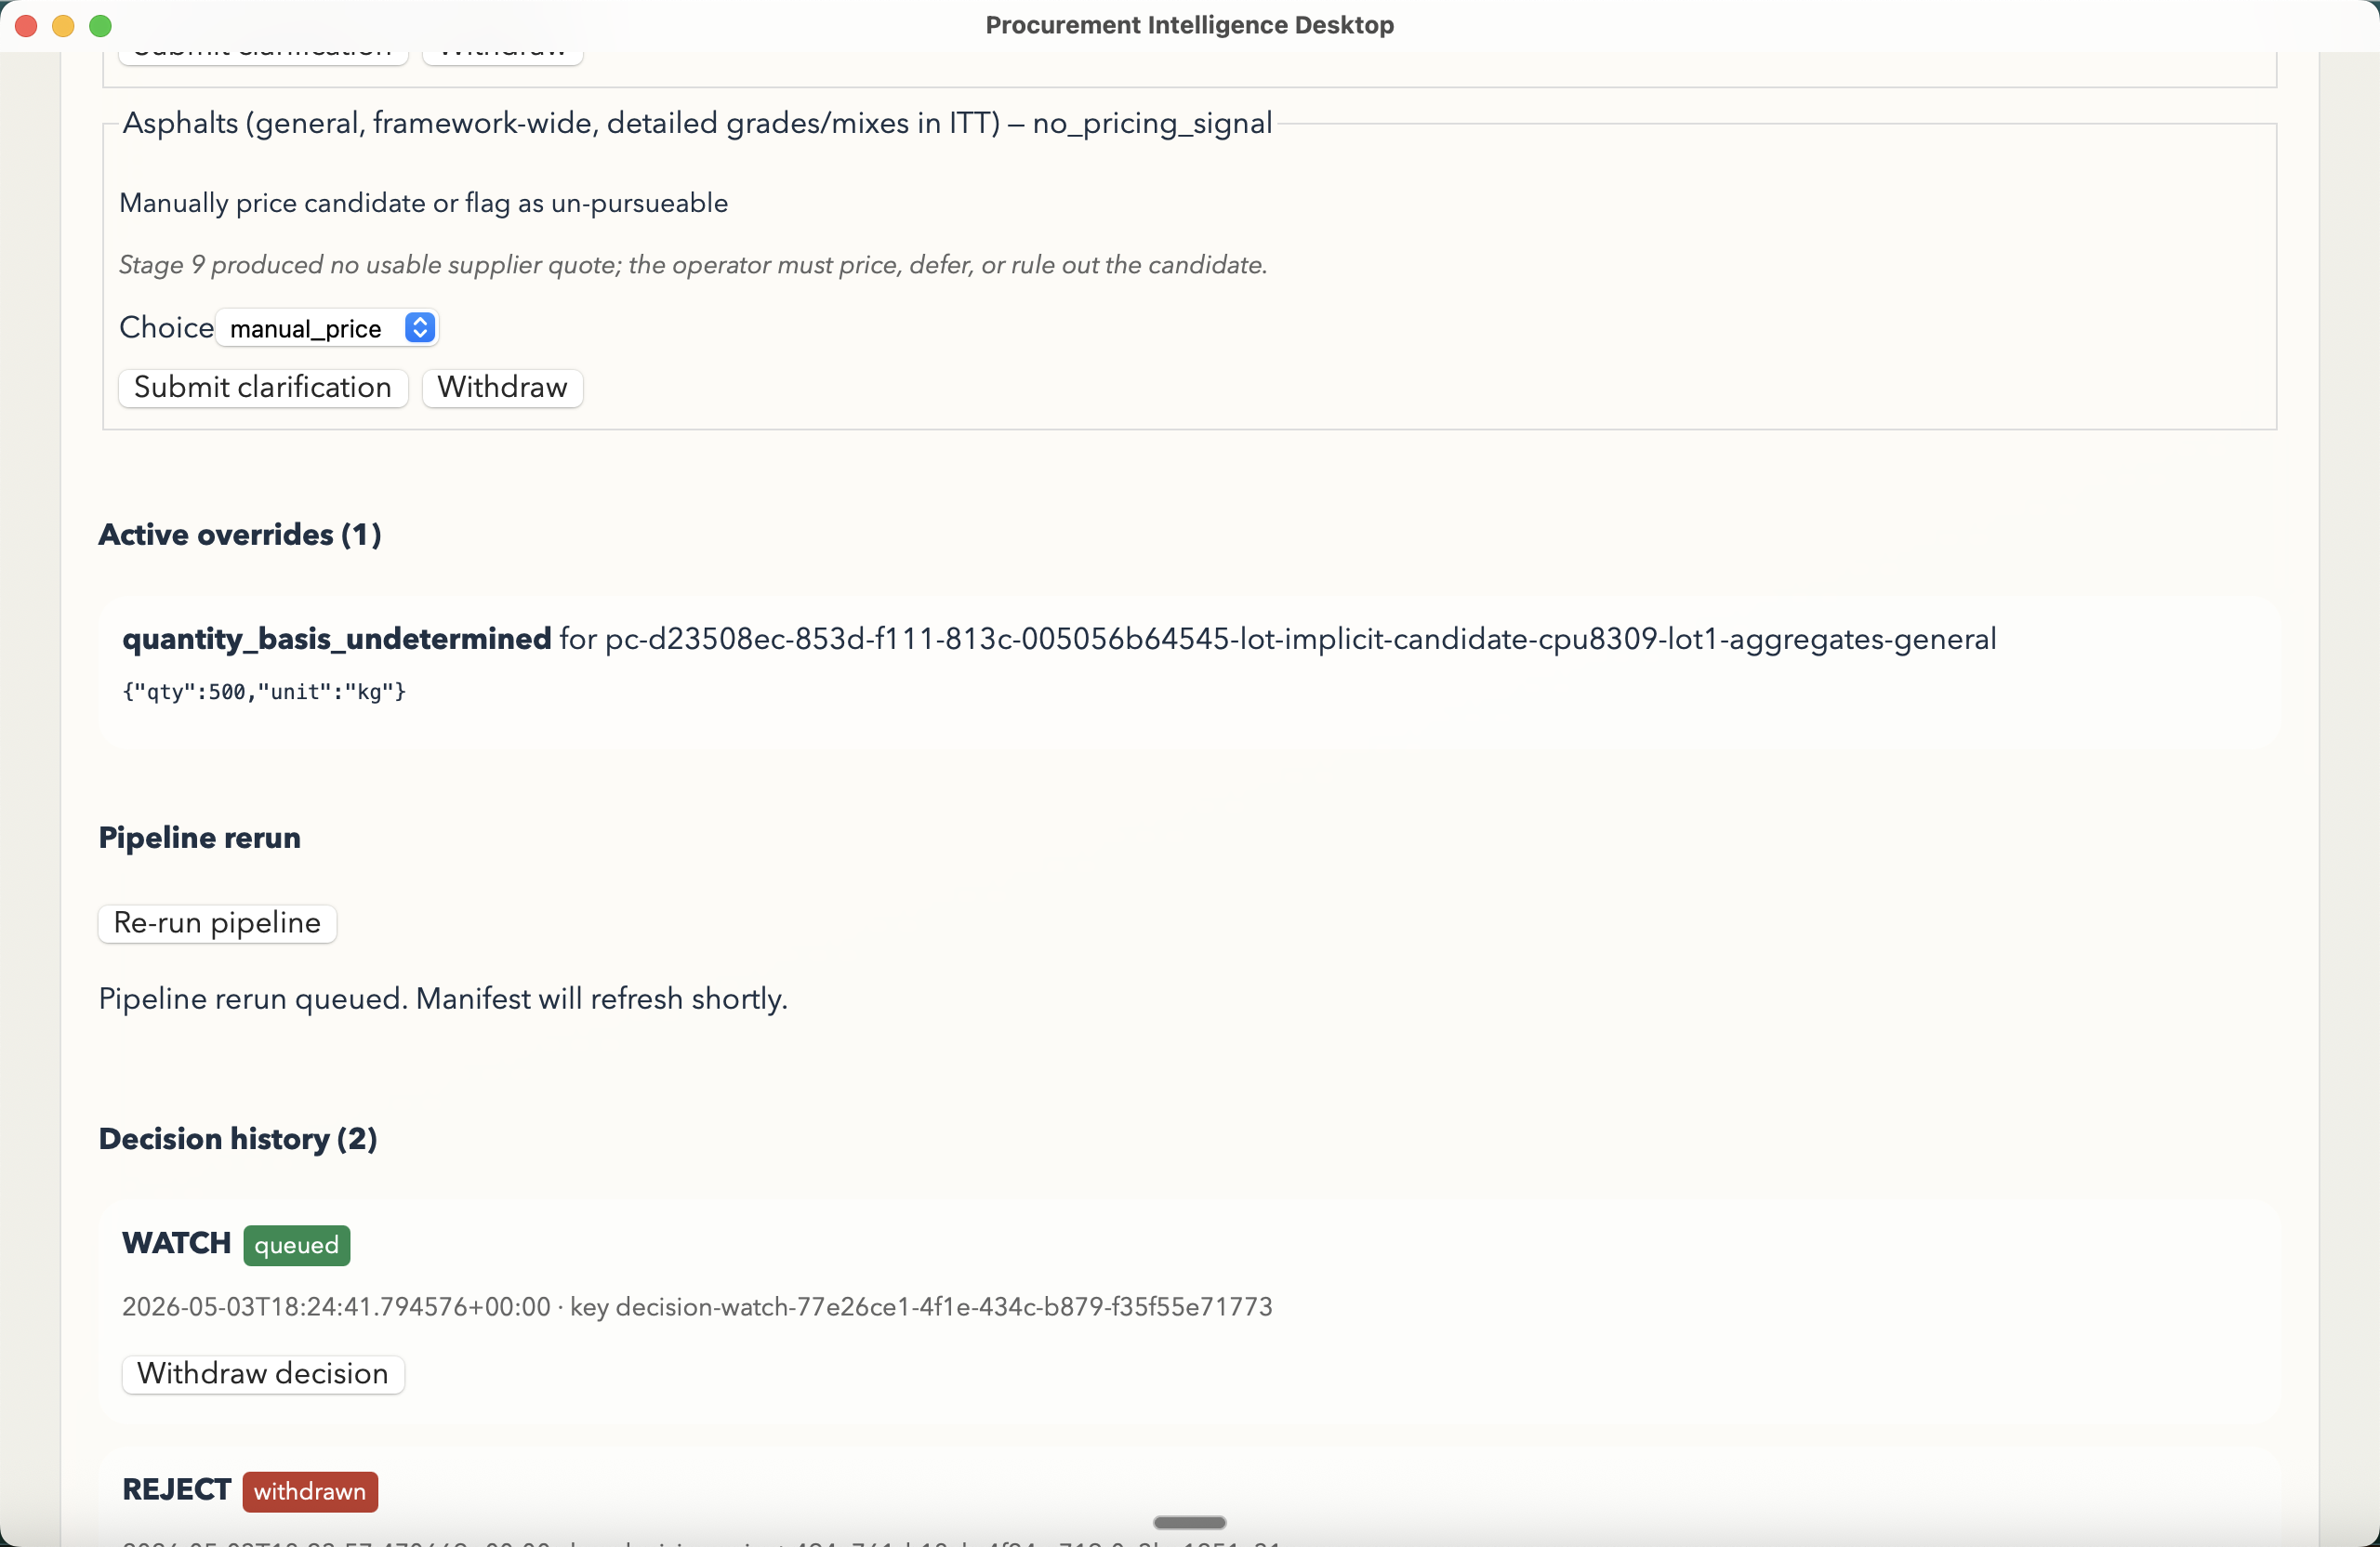 Procurement Intelligence Desktop
Submit clarification Withdraw
Asphalts (general, framework-wide, detailed grades/mixes in ITT) – no_pricing_signal
Manually price candidate or flag as un-pursueable
Stage 9 produced no usable supplier quote; the operator must price, defer, or rule out the candidate.
Choice manual_price
Submit clarification Withdraw
Active overrides (1)
quantity_basis_undetermined for pc-d23508ec-853d-f111-813c-005056b64545-lot-implicit-candidate-cpu8309-lot1-aggregates-general
{"qty":500,"unit":"kg"}
Pipeline rerun
Re-run pipeline
Pipeline rerun queued. Manifest will refresh shortly.
Decision history (2)
WATCH queued
2026-05-03T18:24:41.794576+00:00 · key decision-watch-77e26ce1-4f1e-434c-b879-f35f55e71773
Withdraw decision
REJECT withdrawn